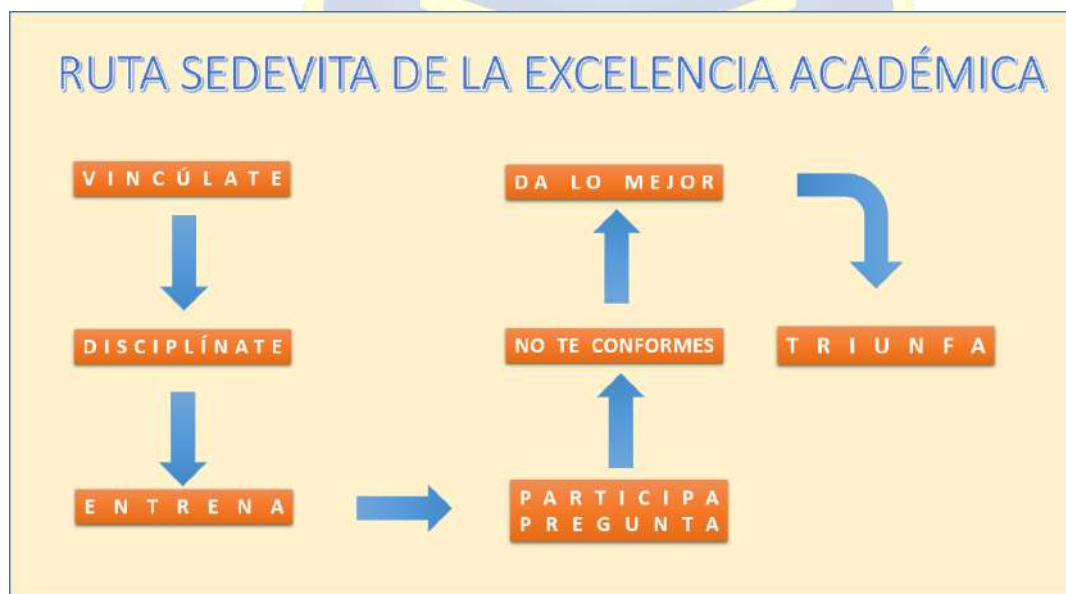 RUTA SEDEVITA DE LA EXCELENCIA ACADÉMICA
VINCÚLATE
DISCIPLÍNATE
ENTRENA
PARTICIPA
PREGUNTA
NO TE CONFORMES
DA LO MEJOR
TRIUNFA